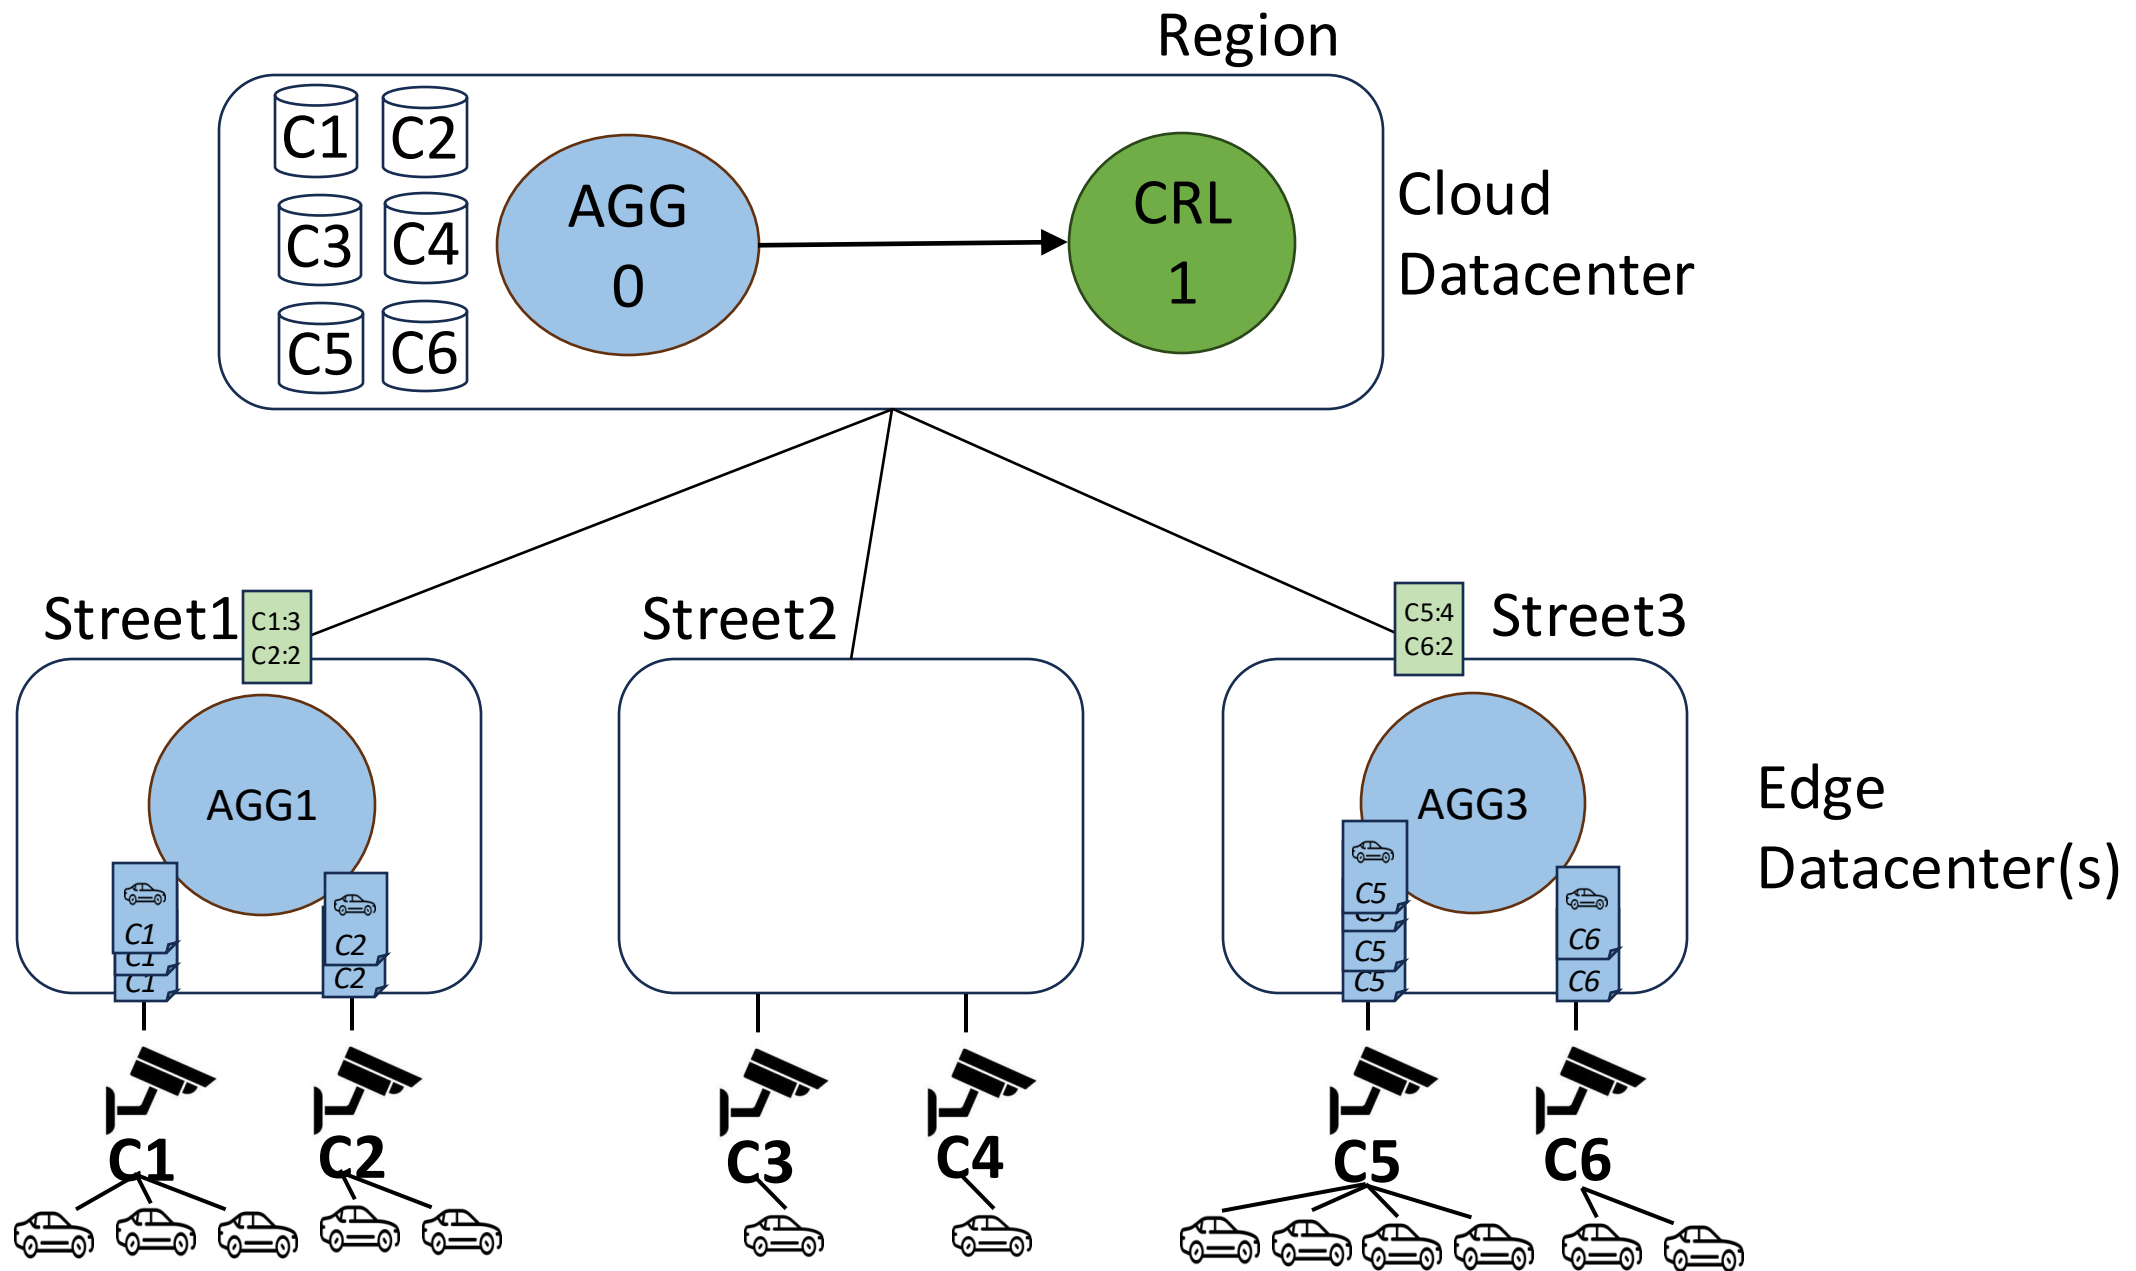 Region
C1 C2
C3 C4
C5 C6
AGG
0
CRL
1
Cloud
Datacenter
Street1
C1:3
C2:2
Street2
C5:4
C6:2
Street3
AGG1
C1
C1
C1
C2
C2
AGG3
C5
C5
C5
C5
C6
C6
Edge
Datacenter(s)
C1
C2
C3
C4
C5
C6